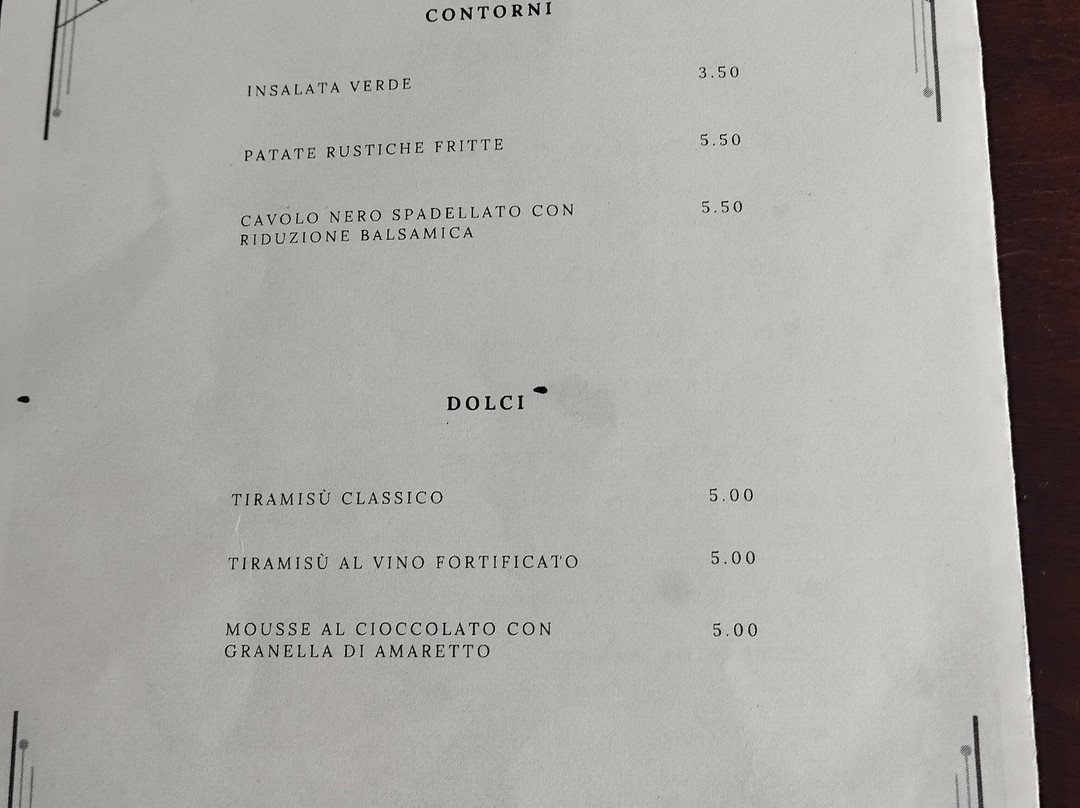 CONTORNI
INSALATA VERDE 3.50
PATATE RUSTICHE FRITTE 5.50
CAVOLO NERO SPADELLATO CON 5.50
RIDUZIONE BALSAMICA
DOLCI
TIRAMISÙ CLASSICO 5.00
TIRAMISÙ AL VINO FORTIFICATO 5.00
MOUSSE AL CIOCCOLATO CON 5.00
GRANELLA DI AMARETTO